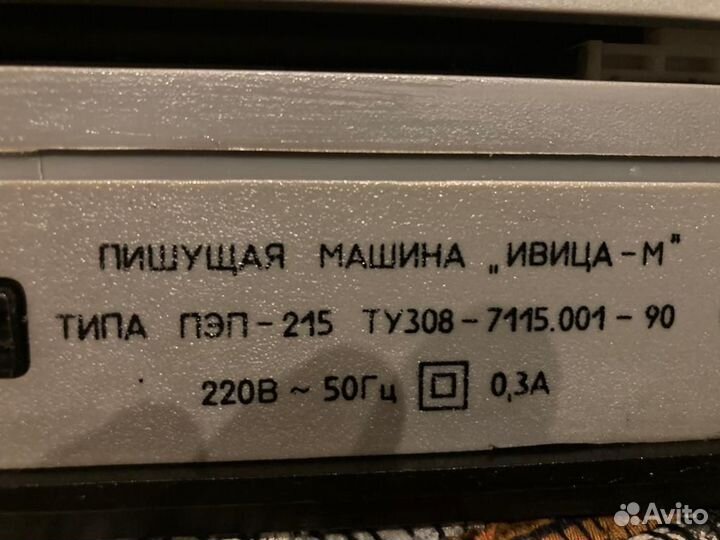 ПИШУЩАЯ МАШИНА „ИВИЦА-М"
ТИПА ПЭП-215 ТУ308-7115.001-90
220В ~ 50Гц 0,3А
Avito